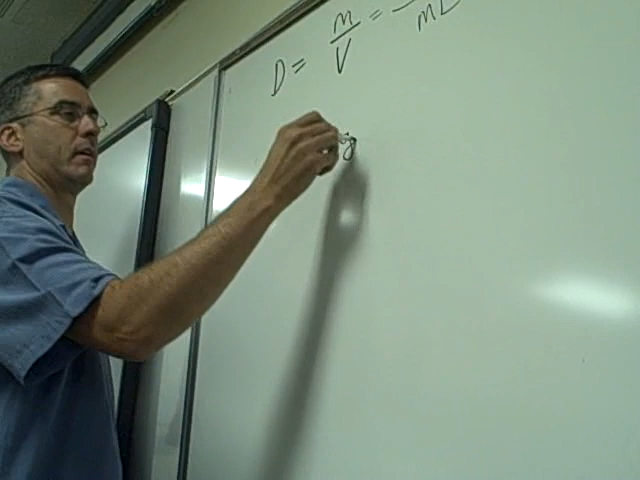 D = m/V = /mL
g